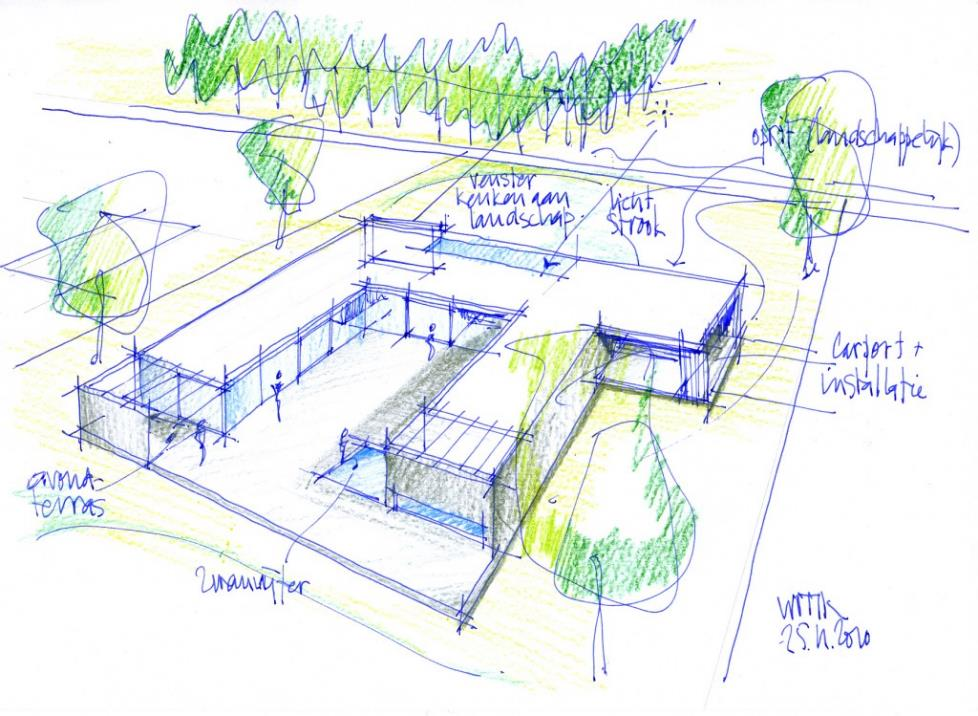 oprit (landschappelijk)
venster
keuken aan
landschap.
licht
strook
Carport +
installatie
avond-
terras
zwemvijver
25.11.2010